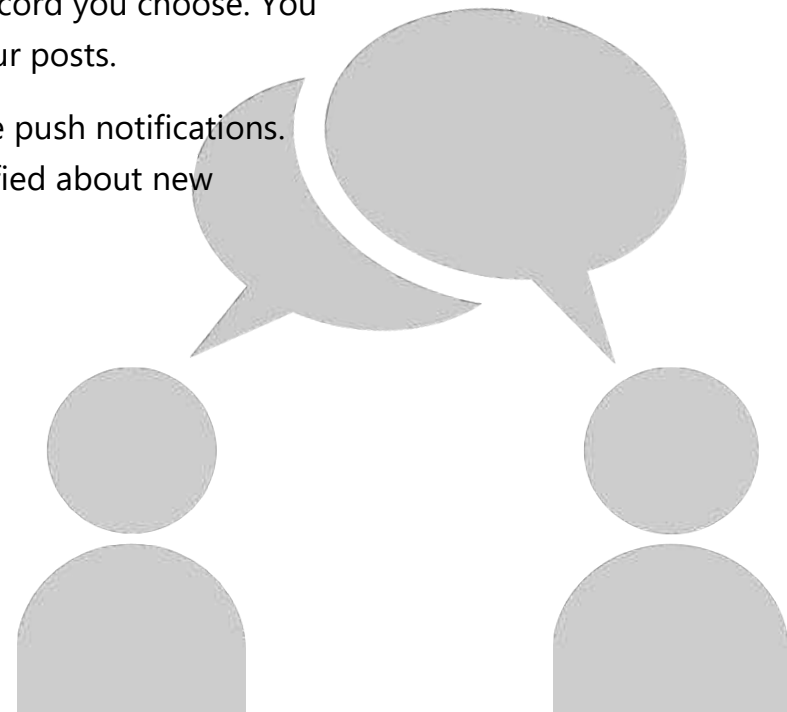 cord you choose. You
ur posts.
e push notifications.
fied about new